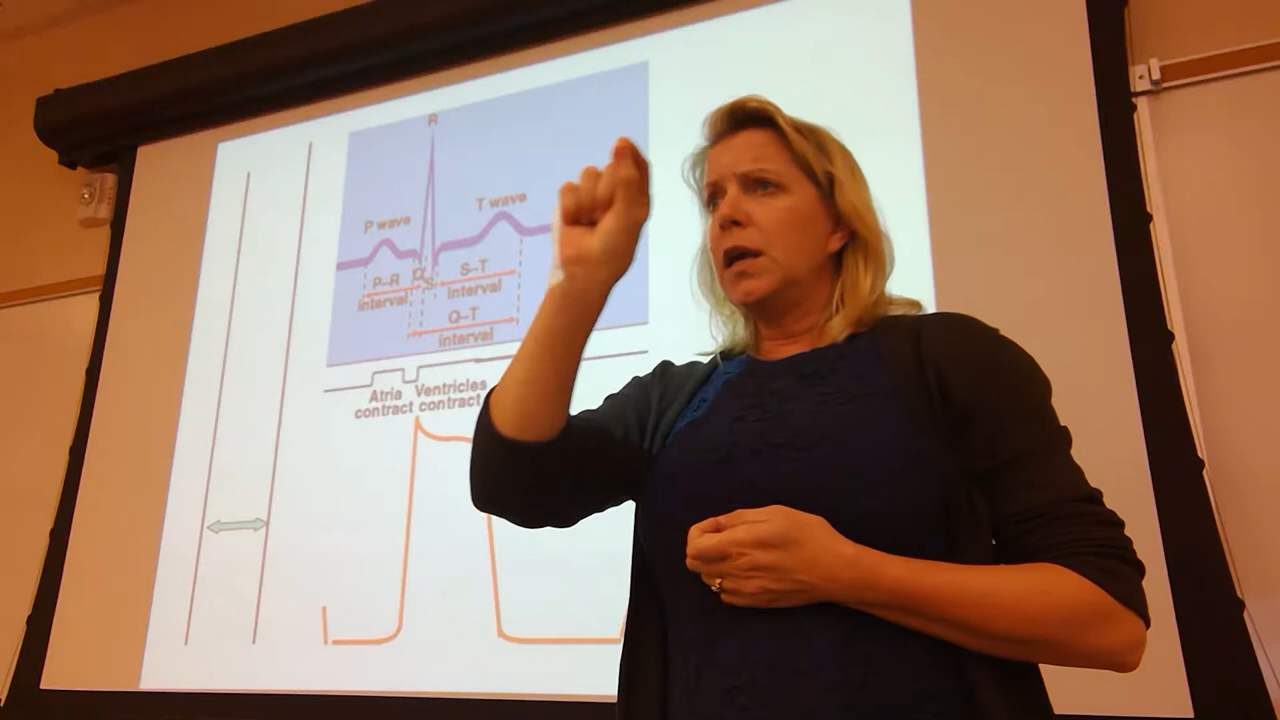 R
P wave
T wave
Q
S
P–R
interval
S–T
interval
Q–T
interval
Atria
contract
Ventricles
contract